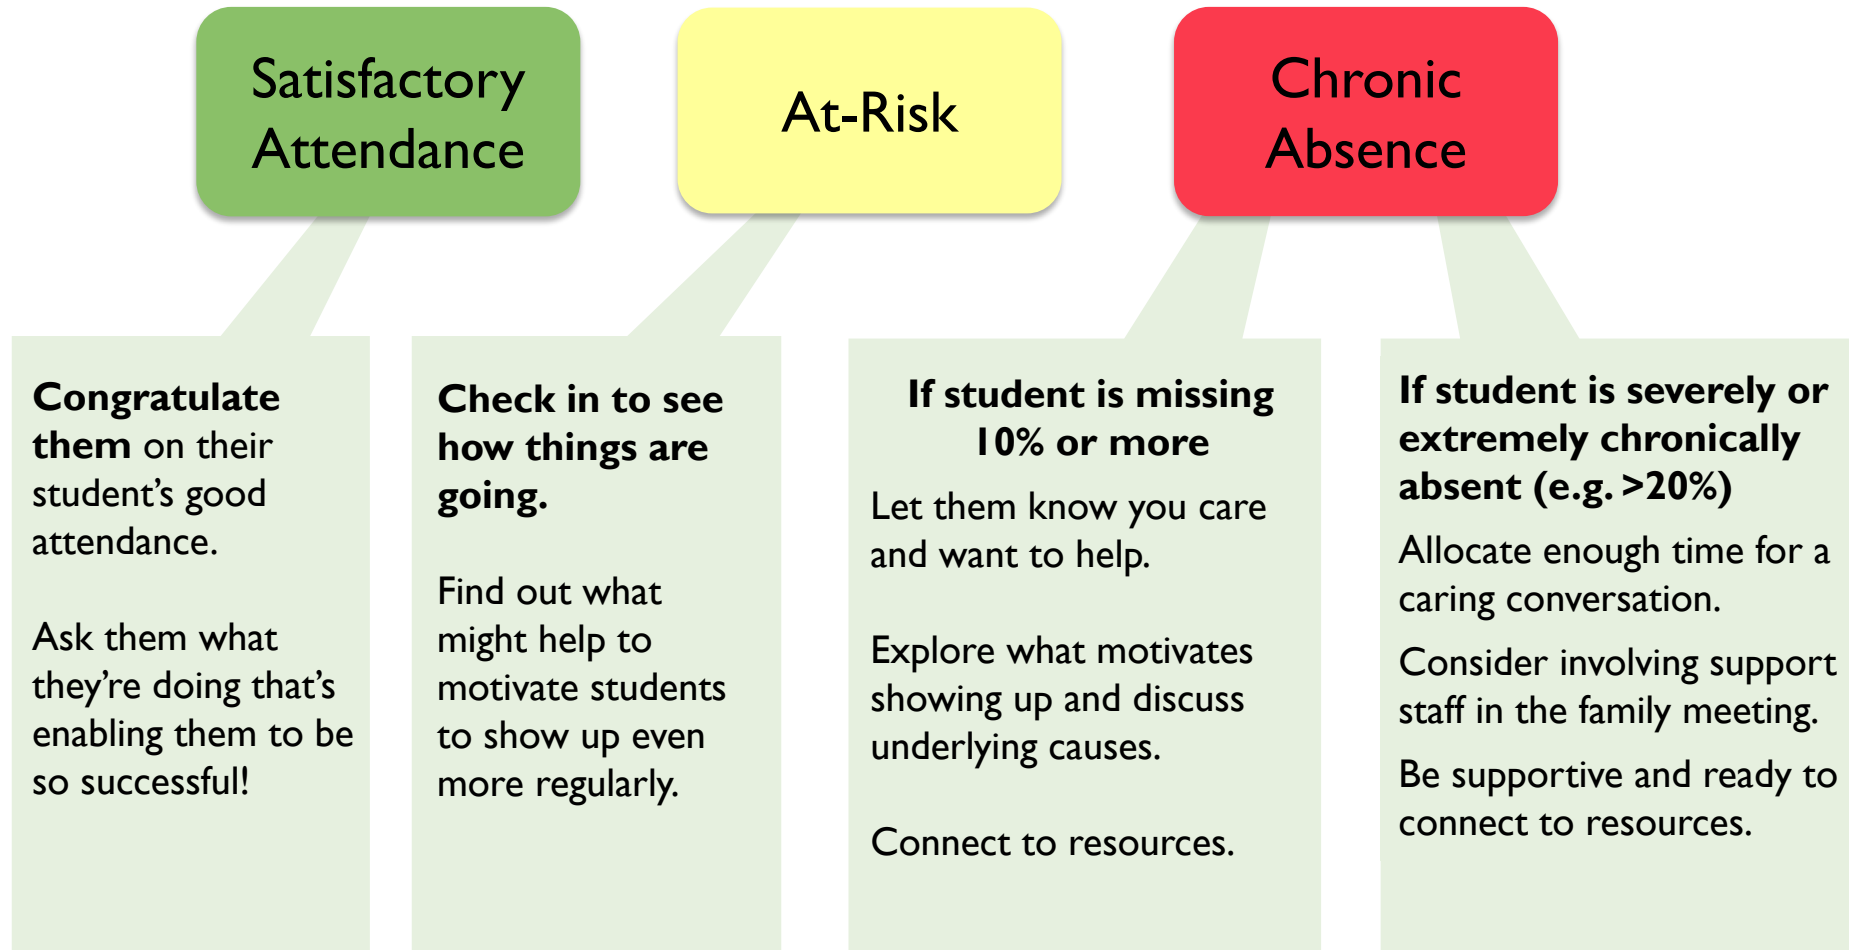 Satisfactory
Attendance
At-Risk
Chronic
Absence
Congratulate
them on their
student’s good
attendance.
Ask them what
they’re doing that’s
enabling them to be
so successful!
Check in to see
how things are
going.
Find out what
might help to
motivate students
to show up even
more regularly.
If student is missing
10% or more
Let them know you care
and want to help.
Explore what motivates
showing up and discuss
underlying causes.
Connect to resources.
If student is severely or
extremely chronically
absent (e.g. >20%)
Allocate enough time for a
caring conversation.
Consider involving support
staff in the family meeting.
Be supportive and ready to
connect to resources.